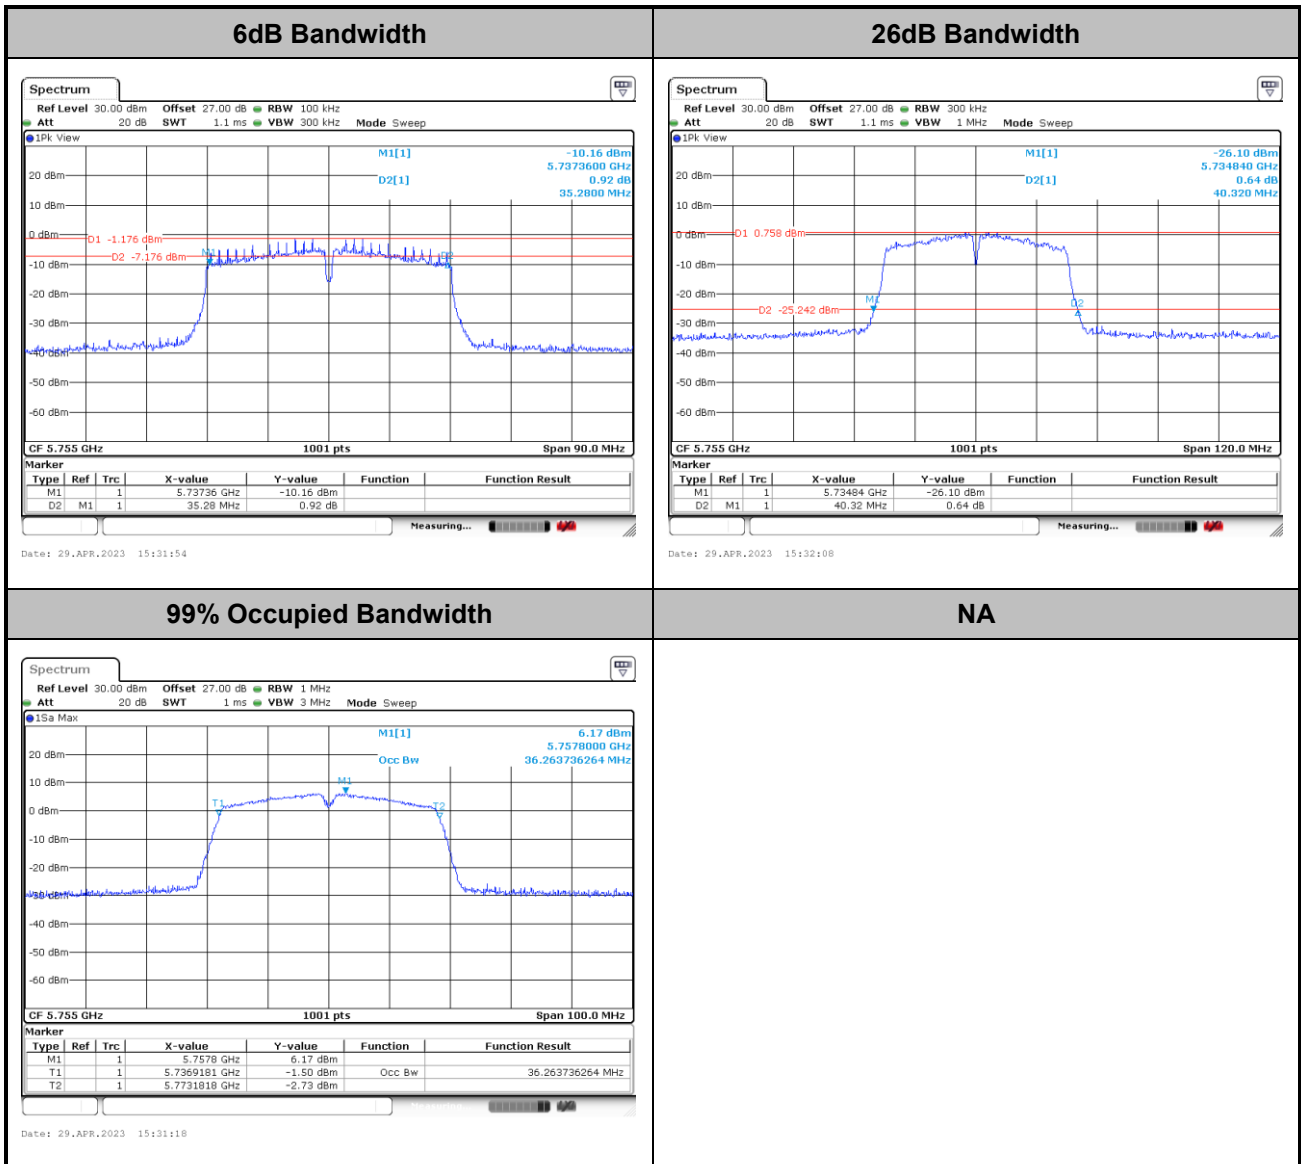 6dB Bandwidth
26dB Bandwidth
Spectrum
Ref Level 30.00 dBm Offset 27.00 dB RBW 100 kHz
Att 20 dB SWT 1.1 ms VBW 300 kHz Mode Sweep
1Pk View
M1[1] -10.16 dBm
5.7373600 GHz
D2[1] 0.92 dB
35.2800 MHz
20 dBm
10 dBm
0 dBm
D1 -1.176 dBm
M1
D2 -7.176 dBm
D2
-10 dBm
-20 dBm
-30 dBm
-40 dBm
-50 dBm
-60 dBm
CF 5.755 GHz 1001 pts Span 90.0 MHz
Marker
Type Ref Trc X-value Y-value Function Function Result
M1 1 5.73736 GHz -10.16 dBm
D2 M1 1 35.28 MHz 0.92 dB
Measuring...
Date: 29.APR.2023 15:31:54
Spectrum
Ref Level 30.00 dBm Offset 27.00 dB RBW 300 kHz
Att 20 dB SWT 1.1 ms VBW 1 MHz Mode Sweep
1Pk View
M1[1] -26.10 dBm
5.734840 GHz
D2[1] 0.64 dB
40.320 MHz
20 dBm
10 dBm
0 dBm
D1 0.758 dBm
-10 dBm
-20 dBm
M1
D2
D2 -25.242 dBm
-30 dBm
-40 dBm
-50 dBm
-60 dBm
CF 5.755 GHz 1001 pts Span 120.0 MHz
Marker
Type Ref Trc X-value Y-value Function Function Result
M1 1 5.73484 GHz -26.10 dBm
D2 M1 1 40.32 MHz 0.64 dB
Measuring...
Date: 29.APR.2023 15:32:08
99% Occupied Bandwidth
NA
Spectrum
Ref Level 30.00 dBm Offset 27.00 dB RBW 1 MHz
Att 20 dB SWT 1 ms VBW 3 MHz Mode Sweep
1Sa Max
M1[1] 6.17 dBm
5.7578000 GHz
Occ Bw 36.263736264 MHz
20 dBm
10 dBm
M1
T1
T2
0 dBm
-10 dBm
-20 dBm
-30 dBm
-40 dBm
-50 dBm
-60 dBm
CF 5.755 GHz 1001 pts Span 100.0 MHz
Marker
Type Ref Trc X-value Y-value Function Function Result
M1 1 5.7578 GHz 6.17 dBm
T1 1 5.7369181 GHz -1.50 dBm Occ Bw 36.263736264 MHz
T2 1 5.7731818 GHz -2.73 dBm
Measuring...
Date: 29.APR.2023 15:31:18